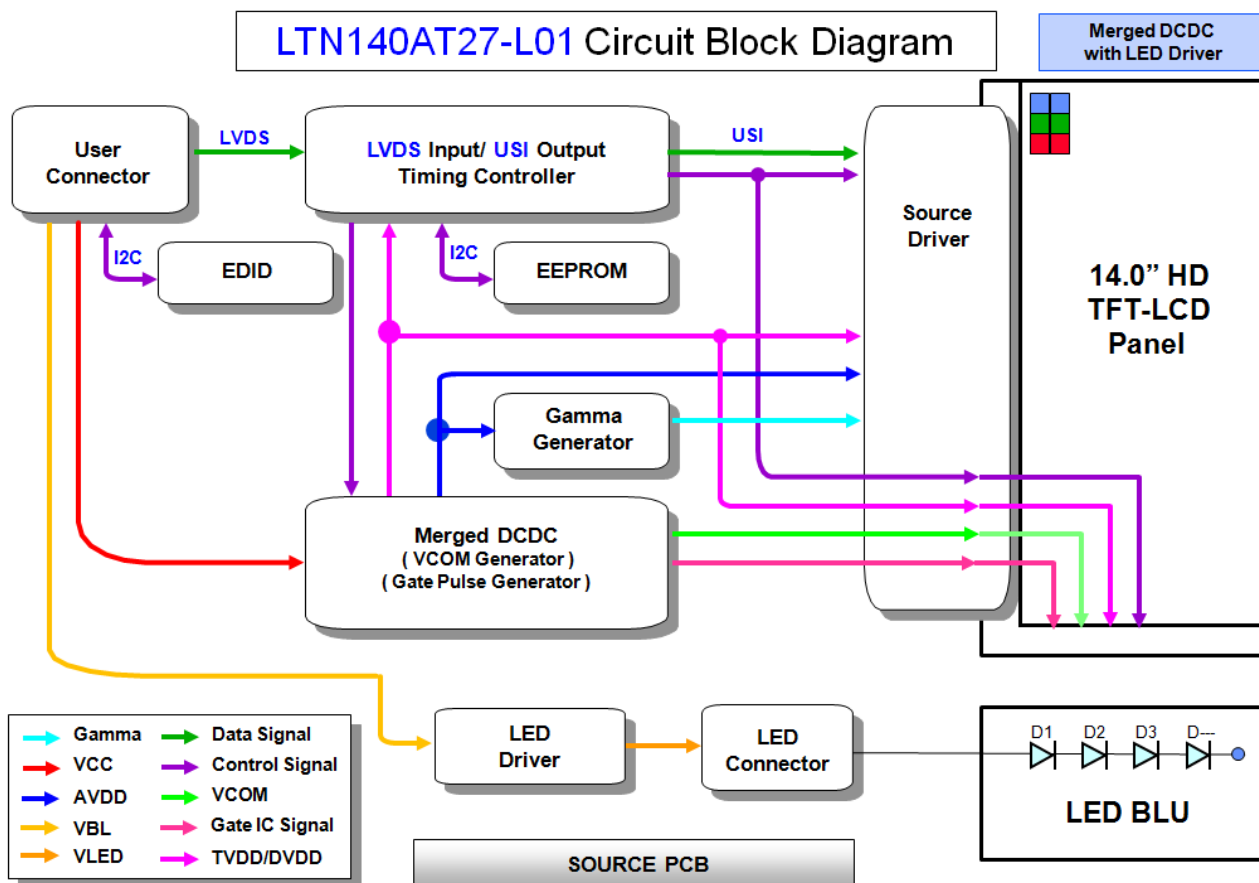 LTN140AT27-L01 Circuit Block Diagram
Merged DCDC
with LED Driver
User
Connector
LVDS
LVDS Input/ USI Output
Timing Controller
USI
Source
Driver
I2C
EDID
I2C
EEPROM
14.0” HD
TFT-LCD
Panel
Gamma
Generator
Merged DCDC
( VCOM Generator )
( Gate Pulse Generator )
LED
Driver
LED
Connector
D1 D2 D3 D---
LED BLU
Gamma
VCC
AVDD
VBL
VLED
Data Signal
Control Signal
VCOM
Gate IC Signal
TVDD/DVDD
SOURCE PCB